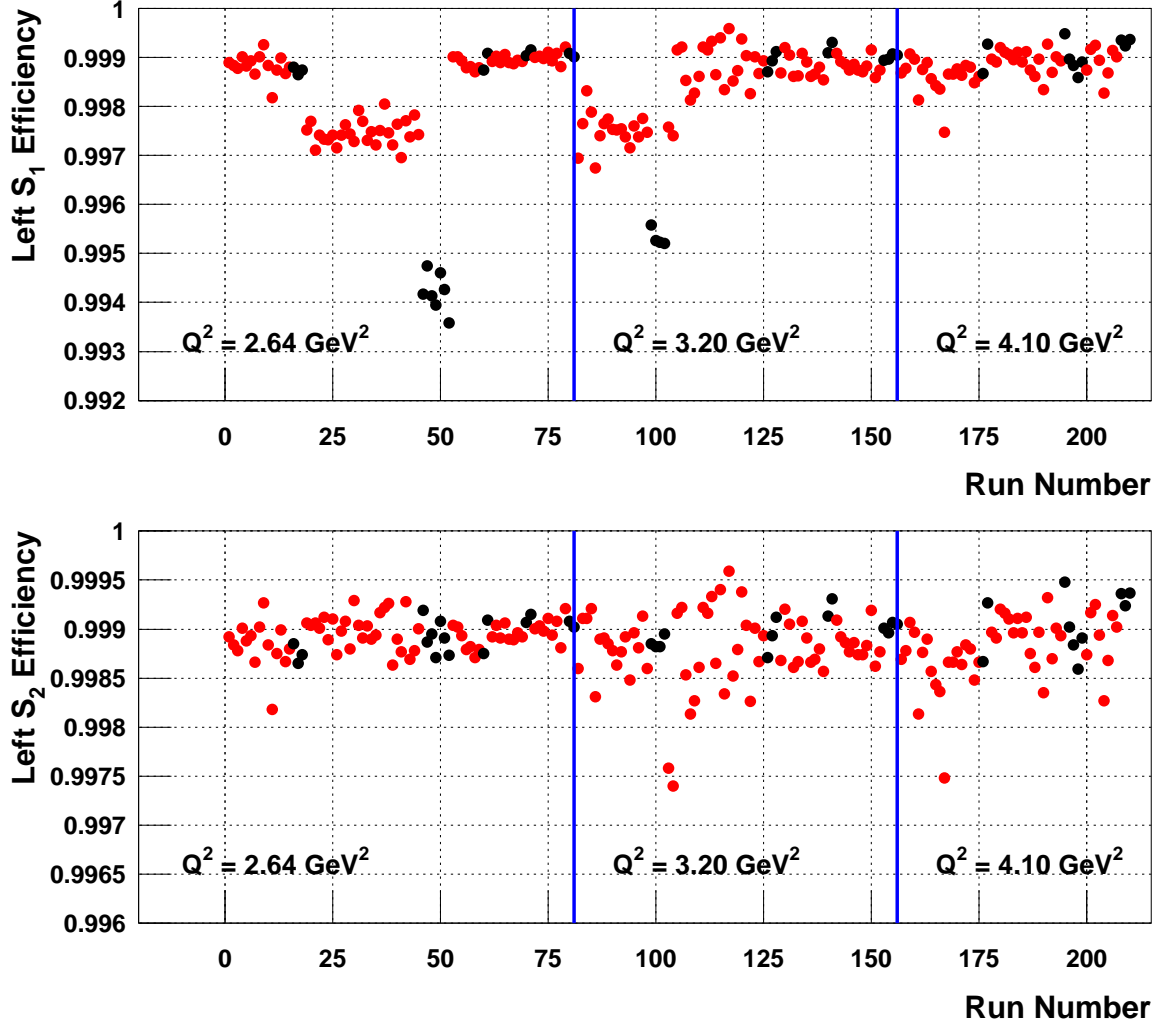 Left S1 Efficiency
1
0.999
0.998
0.997
0.996
0.995
0.994
0.993
0.992
Q² = 2.64 GeV²
Q² = 3.20 GeV²
Q² = 4.10 GeV²
0 25 50 75 100 125 150 175 200
Run Number
Left S2 Efficiency
1
0.9995
0.999
0.9985
0.998
0.9975
0.997
0.9965
0.996
Q² = 2.64 GeV²
Q² = 3.20 GeV²
Q² = 4.10 GeV²
0 25 50 75 100 125 150 175 200
Run Number